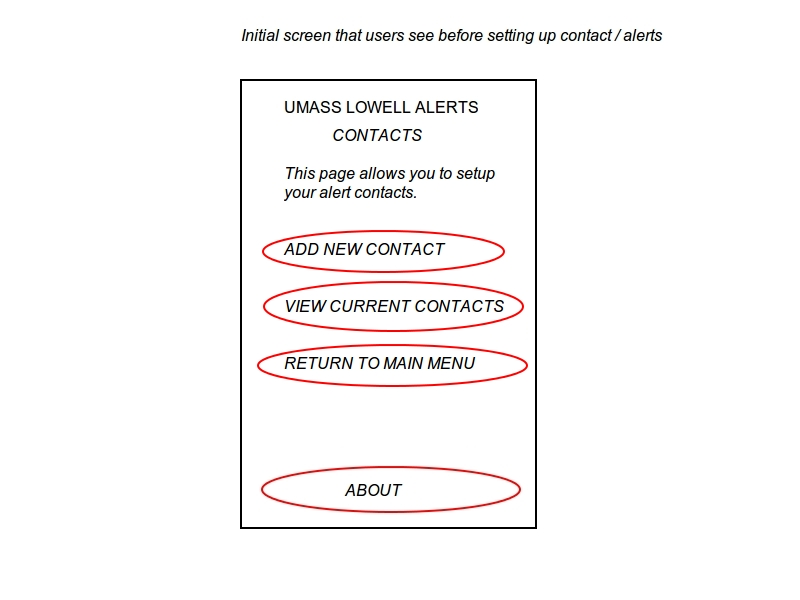 Initial screen that users see before setting up contact / alerts
UMASS LOWELL ALERTS
CONTACTS
This page allows you to setup
your alert contacts.
ADD NEW CONTACT
VIEW CURRENT CONTACTS
RETURN TO MAIN MENU
ABOUT